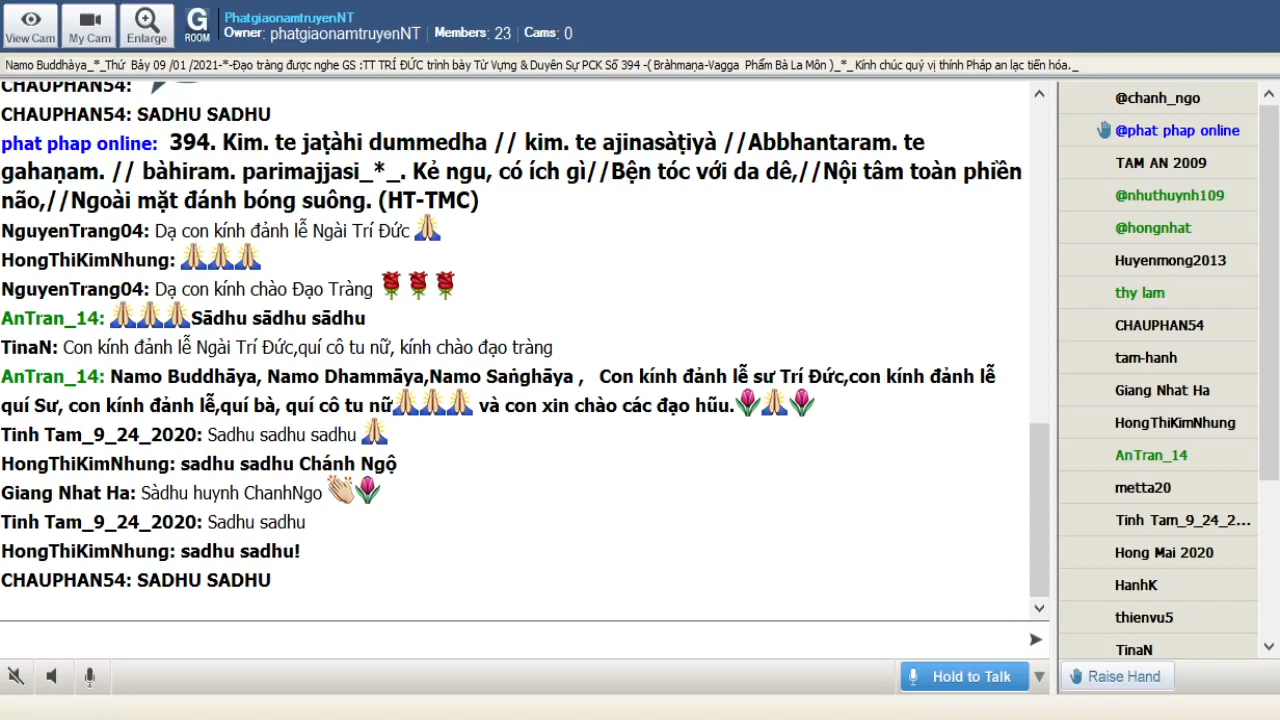 View Cam
My Cam
Enlarge
G
ROOM
PhatgiaonamtruyenNT
Owner: phatgiaonamtruyenNT | Members: 23 | Cams: 0
Namo Buddhàya_*_Thứ Bảy 09 /01 /2021-*-Đạo tràng được nghe GS :TT TRÍ ĐỨC trình bày Từ Vựng & Duyên Sự PCK Số 394 -( Bràhmaṇa-Vagga Phẩm Bà La Môn )_*_ Kính chúc quý vị thính Pháp an lạc tiến hóa._
CHAUPHAN54:
CHAUPHAN54: SADHU SADHU
phat phap online: 394. Kim. te jaṭàhi dummedha // kim. te ajinasàṭiyà //Abbhantaram. te
gahaṇam. // bàhiram. parimajjasi_*_. Kẻ ngu, có ích gì//Bện tóc với da dê,//Nội tâm toàn phiền
não,//Ngoài mặt đánh bóng suông. (HT-TMC)
NguyenTrang04: Dạ con kính đảnh lễ Ngài Trí Đức 🙏
HongThiKimNhung: 🙏🙏🙏
NguyenTrang04: Dạ con kính chào Đạo Tràng 🌹🌹🌹
AnTran_14: 🙏🙏🙏Sādhu sādhu sādhu
TinaN: Con kính đảnh lễ Ngài Trí Đức,quí cô tu nữ, kính chào đạo tràng
AnTran_14: Namo Buddhāya, Namo Dhammāya,Namo Saṅghāya , Con kính đảnh lễ sư Trí Đức,con kính đảnh lễ
quí Sư, con kính đảnh lễ,quí bà, quí cô tu nữ🙏🙏🙏 và con xin chào các đạo hũu.🌷🙏🌷
Tinh Tam_9_24_2020: Sadhu sadhu sadhu 🙏
HongThiKimNhung: sadhu sadhu Chánh Ngộ
Giang Nhat Ha: Sàdhu huynh ChanhNgo 👏🌷
Tinh Tam_9_24_2020: Sadhu sadhu
HongThiKimNhung: sadhu sadhu!
CHAUPHAN54: SADHU SADHU
@chanh_ngo
@phat phap online
TAM AN 2009
@nhuthuynh109
@hongnhat
Huyenmong2013
thy lam
CHAUPHAN54
tam-hanh
Giang Nhat Ha
HongThiKimNhung
AnTran_14
metta20
Tinh Tam_9_24_2...
Hong Mai 2020
HanhK
thienvu5
TinaN
Hold to Talk
Raise Hand